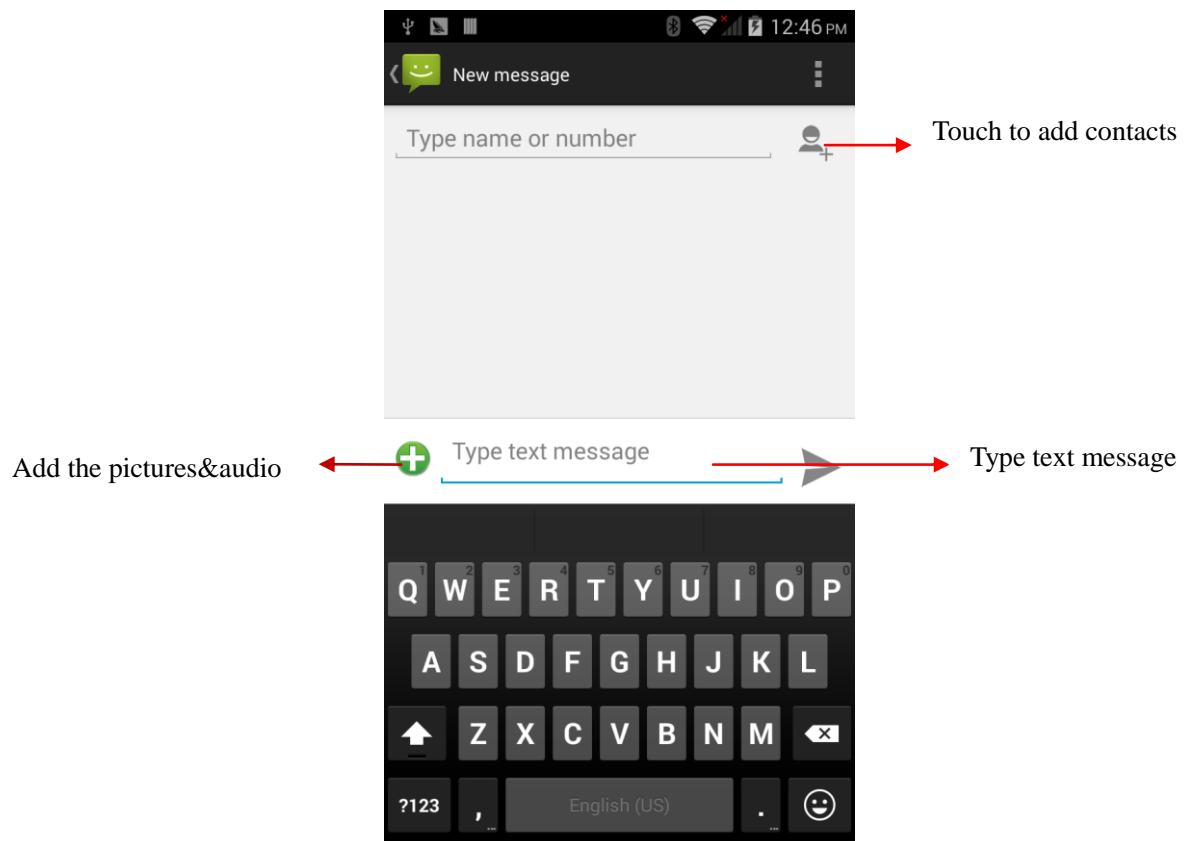 12:46 PM
New message
Type name or number
Touch to add contacts
Add the pictures&audio
Type text message
Type text message
1 2 3 4 5 6 7 8 9 0
Q W E R T Y U I O P
A S D F G H J K L
Z X C V B N M
?123 , ... English (US) . ...